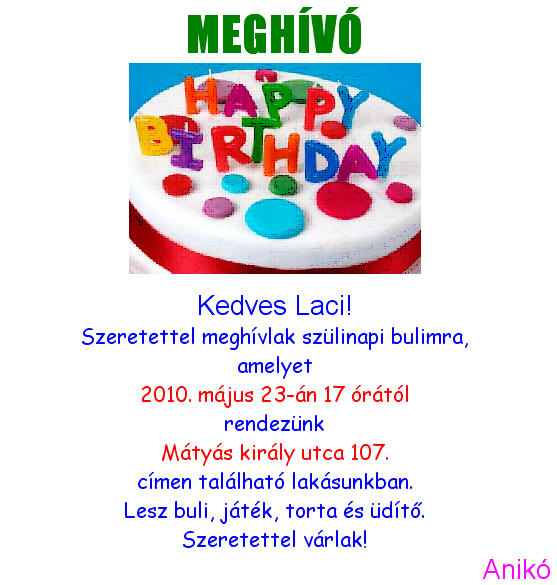 MEGHÍVÓ
HAPPY
BIRTHDAY
Kedves Laci!
Szeretettel meghívlak szülinapi bulimra,
amelyet
2010. május 23-án 17 órától
rendezünk
Mátyás király utca 107.
címen található lakásunkban.
Lesz buli, játék, torta és üdítő.
Szeretettel várlak!
Anikó